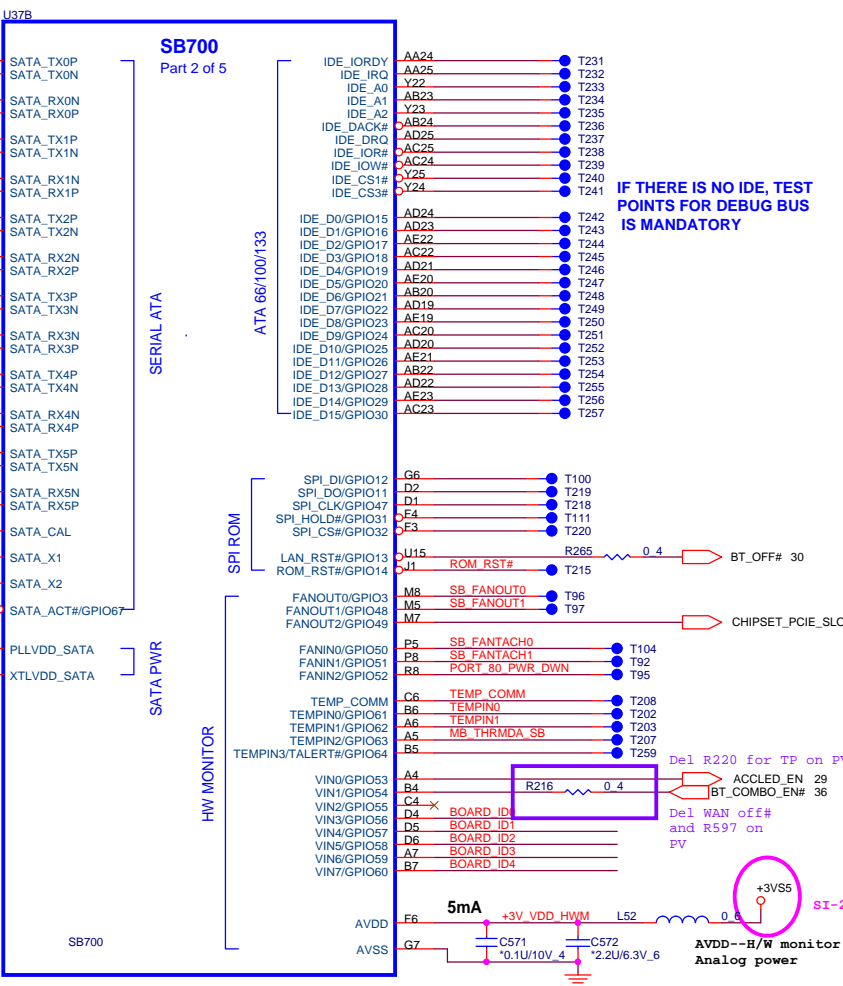 U37B
SB700
Part 2 of 5
SATA_TX0P
SATA_TX0N
SATA_RX0N
SATA_RX0P
SATA_TX1P
SATA_TX1N
SATA_RX1N
SATA_RX1P
SATA_TX2P
SATA_TX2N
SATA_RX2N
SATA_RX2P
SATA_TX3P
SATA_TX3N
SATA_RX3N
SATA_RX3P
SATA_TX4P
SATA_TX4N
SATA_RX4N
SATA_RX4P
SATA_TX5P
SATA_TX5N
SATA_RX5N
SATA_RX5P
SATA_CAL
SATA_X1
SATA_X2
SATA_ACT#/GPIO67
PLLVDD_SATA
XTLVDD_SATA
SERIAL ATA
SATA PWR
ATA 66/100/133
SPI ROM
HW MONITOR
IDE_IORDY AA24 T231
IDE_IRQ AA25 T232
IDE_A0 Y22 T233
IDE_A1 AB23 T234
IDE_A2 Y23 T235
IDE_DACK# AB24 T236
IDE_DRQ AD25 T237
IDE_IOR# AC25 T238
IDE_IOW# AC24 T239
IDE_CS1# Y25 T240
IDE_CS3# Y24 T241
IF THERE IS NO IDE, TEST
POINTS FOR DEBUG BUS
IS MANDATORY
IDE_D0/GPIO15 AD24 T242
IDE_D1/GPIO16 AD23 T243
IDE_D2/GPIO17 AE22 T244
IDE_D3/GPIO18 AC22 T245
IDE_D4/GPIO19 AD21 T246
IDE_D5/GPIO20 AE20 T247
IDE_D6/GPIO21 AB20 T248
IDE_D7/GPIO22 AD19 T249
IDE_D8/GPIO23 AE19 T250
IDE_D9/GPIO24 AC20 T251
IDE_D10/GPIO25 AD20 T252
IDE_D11/GPIO26 AE21 T253
IDE_D12/GPIO27 AB22 T254
IDE_D13/GPIO28 AD22 T255
IDE_D14/GPIO29 AE23 T256
IDE_D15/GPIO30 AC23 T257
SPI_DI/GPIO12 G6 T100
SPI_DO/GPIO11 D2 T219
SPI_CLK/GPIO47 D1 T218
SPI_HOLD#/GPIO31 F4 T111
SPI_CS#/GPIO32 F3 T220
LAN_RST#/GPIO13 U15 R265 0_4 BT_OFF# 30
ROM_RST#/GPIO14 J1 ROM_RST# T215
FANOUT0/GPIO3 M8 SB_FANOUT0 T96
FANOUT1/GPIO48 M5 SB_FANOUT1 T97
FANOUT2/GPIO49 M7 CHIPSET_PCIE_SLO
FANIN0/GPIO50 P5 SB_FANTACH0 T104
FANIN1/GPIO51 P8 SB_FANTACH1 T92
FANIN2/GPIO52 R8 PORT_80_PWR_DWN T95
TEMP_COMM C6 TEMP_COMM T208
TEMPIN0/GPIO61 B6 TEMPIN0 T202
TEMPIN1/GPIO62 A6 TEMPIN1 T203
TEMPIN2/GPIO63 A5 MB_THRMDA_SB T207
TEMPIN3/TALERT#/GPIO64 B5 T259
Del R220 for TP on PV
VIN0/GPIO53 A4 ACCLED_EN 29
VIN1/GPIO54 B4 R216 0_4 BT_COMBO_EN# 36
VIN2/GPIO55 C4
VIN3/GPIO56 D4 BOARD_ID0
VIN4/GPIO57 D5 BOARD_ID1
VIN5/GPIO58 D6 BOARD_ID2
VIN6/GPIO59 A7 BOARD_ID3
VIN7/GPIO60 B7 BOARD_ID4
Del WAN off#
and R597 on
PV
+3VS5
SI-2
AVDD F6 5mA +3V_VDD_HWM L52 0_6
AVSS G7
C571
*0.1U/10V_4
C572
*2.2U/6.3V_6
AVDD--H/W monitor
Analog power
SB700